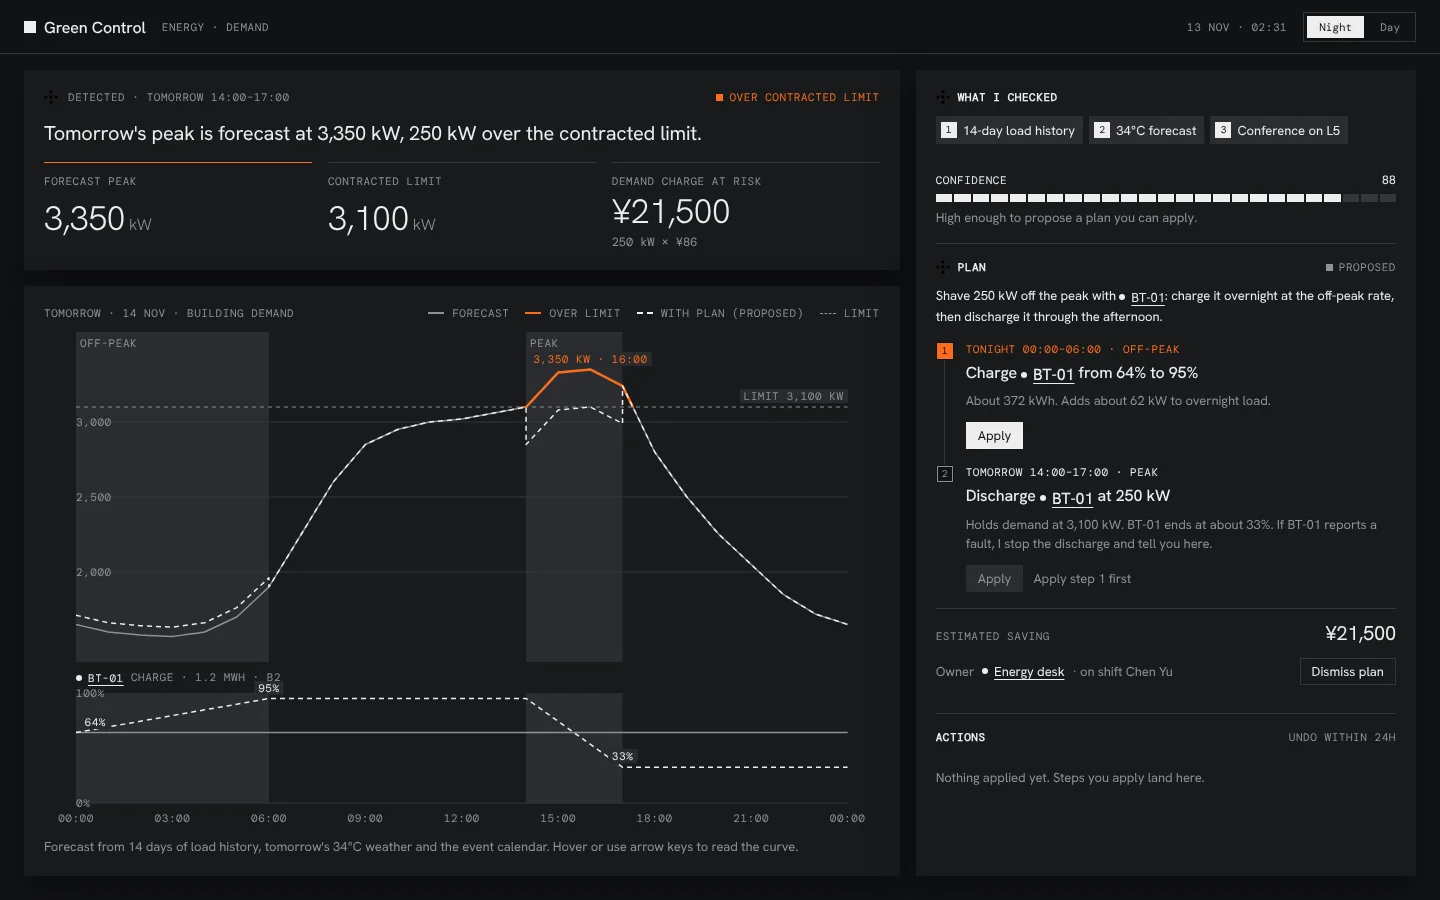 Green Control ENERGY · DEMAND
13 NOV · 02:31 Night Day
DETECTED · TOMORROW 14:00–17:00
OVER CONTRACTED LIMIT
Tomorrow's peak is forecast at 3,350 kW, 250 kW over the contracted limit.
FORECAST PEAK
3,350 kW
CONTRACTED LIMIT
3,100 kW
DEMAND CHARGE AT RISK
¥21,500
250 kW × ¥86
TOMORROW · 14 NOV · BUILDING DEMAND
FORECAST OVER LIMIT WITH PLAN (PROPOSED) LIMIT
OFF-PEAK
PEAK
3,350 KW · 16:00
LIMIT 3,100 KW
3,000
2,500
2,000
BT-01 CHARGE · 1.2 MWH · B2
100%
95%
64%
33%
0%
00:00 03:00 06:00 09:00 12:00 15:00 18:00 21:00 00:00
Forecast from 14 days of load history, tomorrow's 34°C weather and the event calendar. Hover or use arrow keys to read the curve.
WHAT I CHECKED
1 14-day load history 2 34°C forecast 3 Conference on L5
CONFIDENCE 88
High enough to propose a plan you can apply.
PLAN PROPOSED
Shave 250 kW off the peak with BT-01: charge it overnight at the off-peak rate,
then discharge it through the afternoon.
1 TONIGHT 00:00–06:00 · OFF-PEAK
Charge BT-01 from 64% to 95%
About 372 kWh. Adds about 62 kW to overnight load.
Apply
2 TOMORROW 14:00–17:00 · PEAK
Discharge BT-01 at 250 kW
Holds demand at 3,100 kW. BT-01 ends at about 33%. If BT-01 reports a
fault, I stop the discharge and tell you here.
Apply Apply step 1 first
ESTIMATED SAVING ¥21,500
Owner Energy desk · on shift Chen Yu Dismiss plan
ACTIONS UNDO WITHIN 24H
Nothing applied yet. Steps you apply land here.